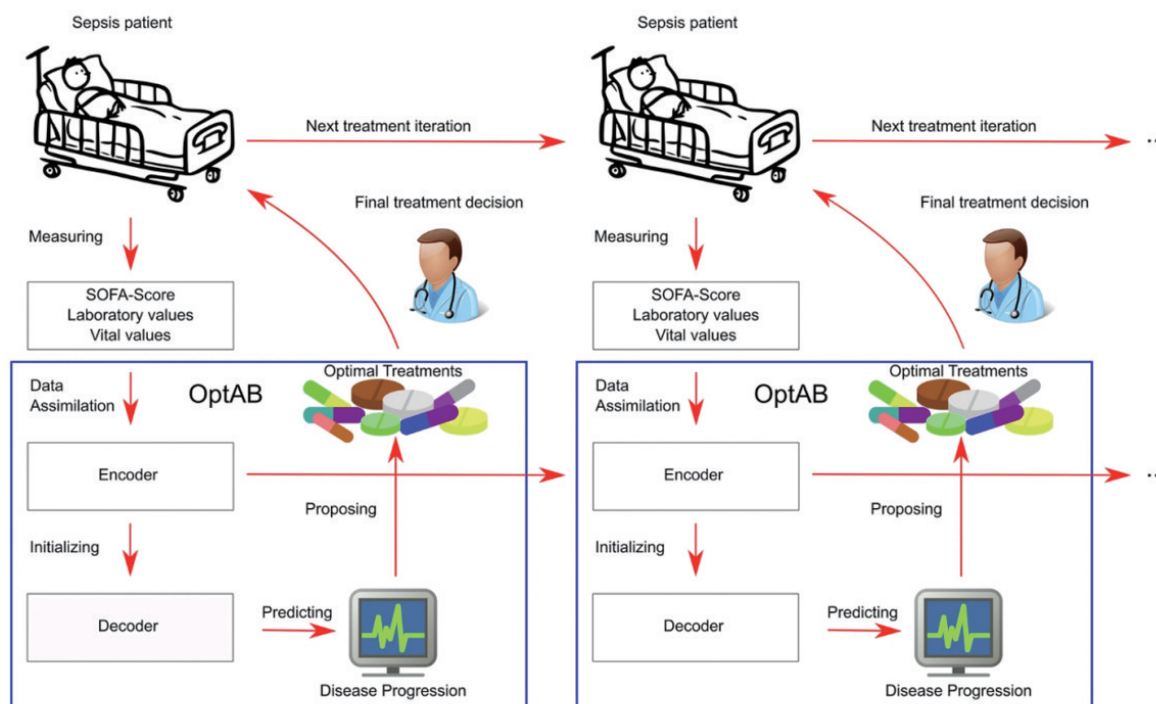 Sepsis patient
Next treatment iteration
Final treatment decision
Measuring
SOFA-Score
Laboratory values
Vital values
Data
Assimilation
OptAB
Optimal Treatments
Encoder
Proposing
Initializing
Decoder
Predicting
Disease Progression
Sepsis patient
Next treatment iteration
...
Final treatment decision
Measuring
SOFA-Score
Laboratory values
Vital values
Data
Assimilation
OptAB
Optimal Treatments
Encoder
...
Proposing
Initializing
Decoder
Predicting
Disease Progression